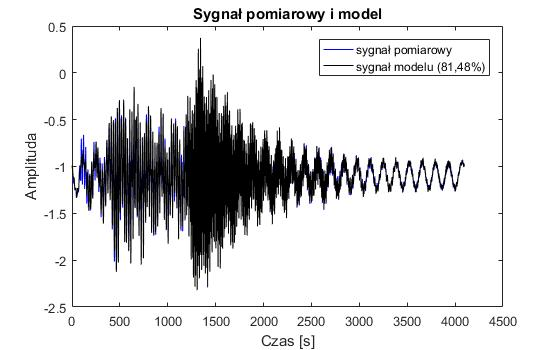 Sygnał pomiarowy i model
sygnał pomiarowy
sygnał modelu (81,48%)
Amplituda
0.5
0
-0.5
-1
-1.5
-2
-2.5
0 500 1000 1500 2000 2500 3000 3500 4000 4500
Czas [s]